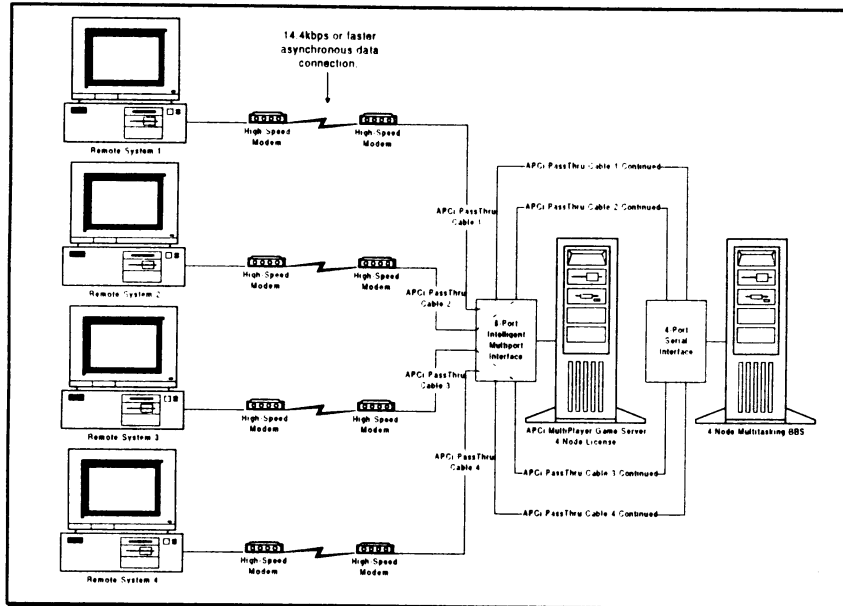 14.4kbps or faster
asynchronous data
connection.
Remote System 1
High-Speed
Modem
High-Speed
Modem
APCi PassThru
Cable 1
APCi PassThru Cable 1 Continued
APCi PassThru Cable 2 Continued
Remote System 2
High-Speed
Modem
High-Speed
Modem
APCi PassThru
Cable 2
8-Port
Intelligent
Multiport
Interface
4-Port
Serial
Interface
Remote System 3
High-Speed
Modem
High-Speed
Modem
APCi PassThru
Cable 3
APCi MultiPlayer Game Server
4 Node License
4 Node Multitasking BBS
APCi PassThru
Cable 4
APCi PassThru Cable 3 Continued
APCi PassThru Cable 4 Continued
Remote System 4
High-Speed
Modem
High-Speed
Modem